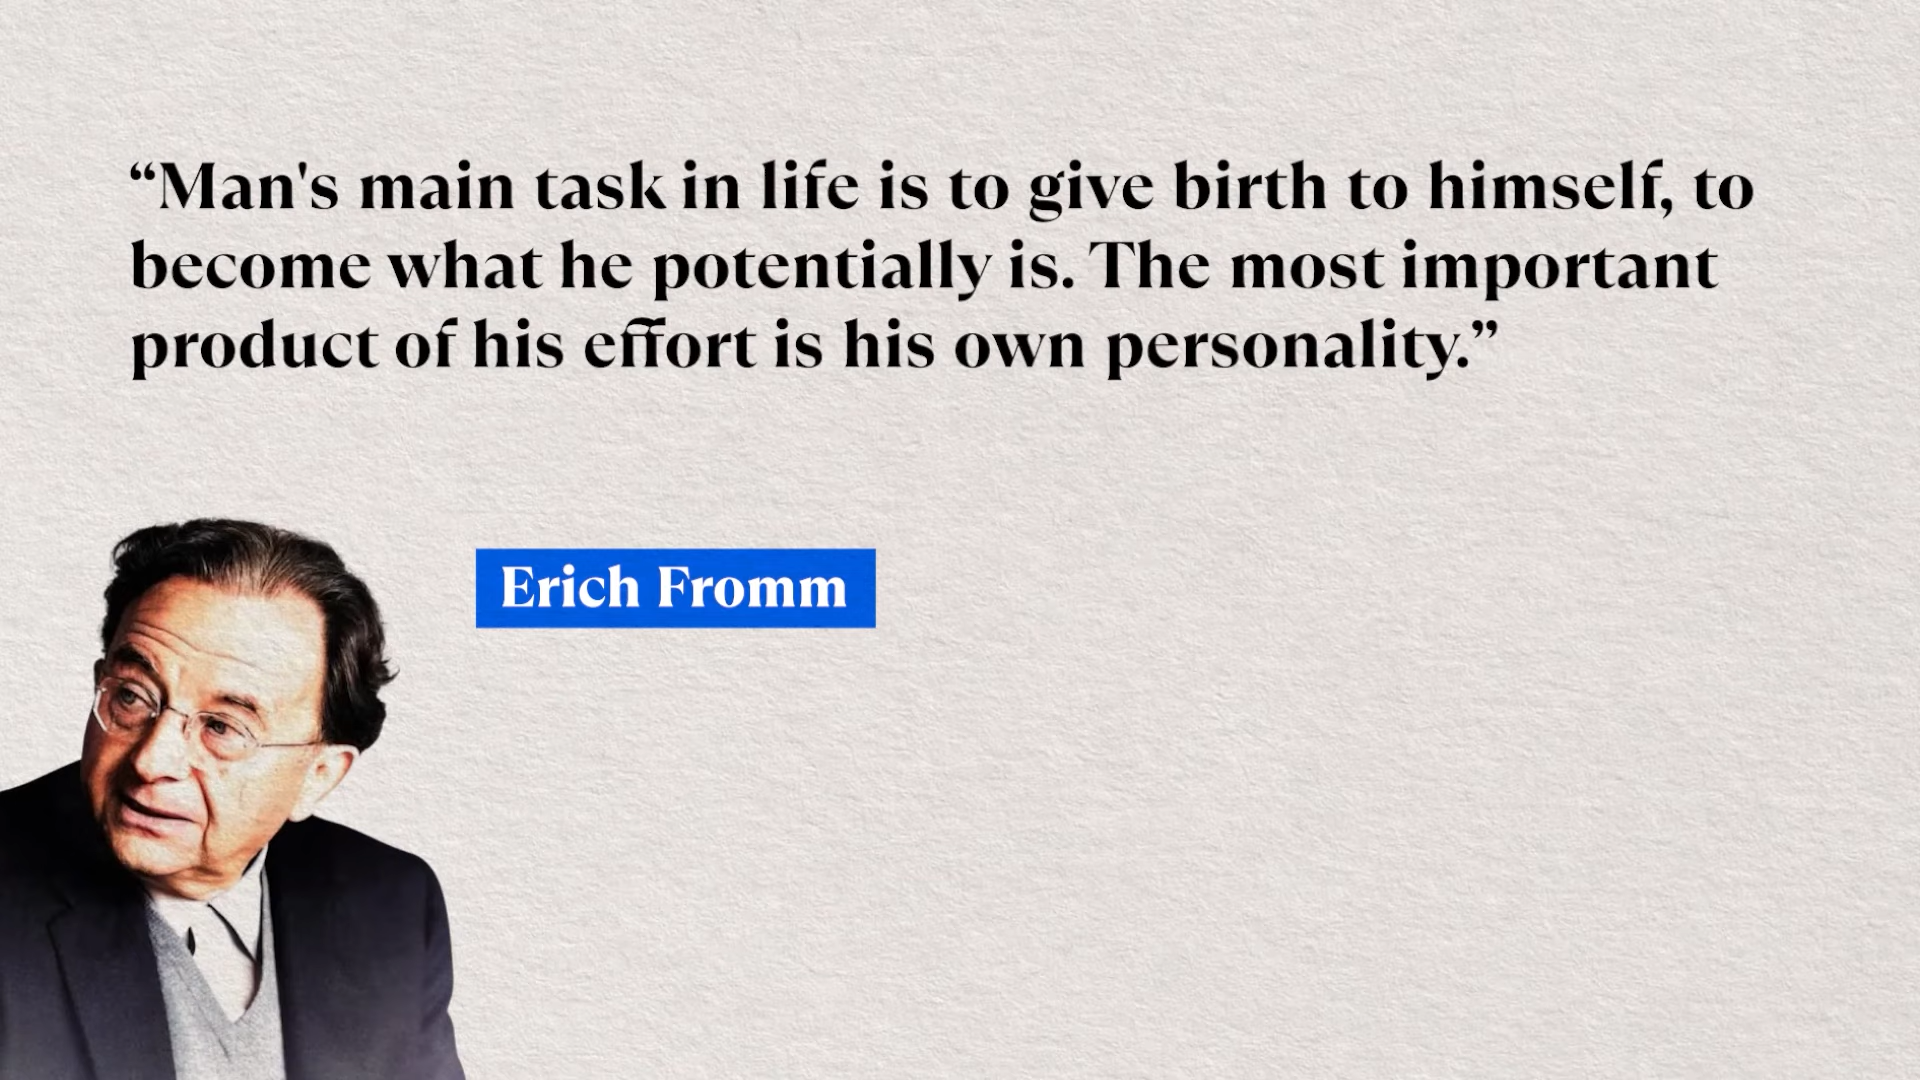 “Man's main task in life is to give birth to himself, to
become what he potentially is. The most important
product of his effort is his own personality.”
Erich Fromm